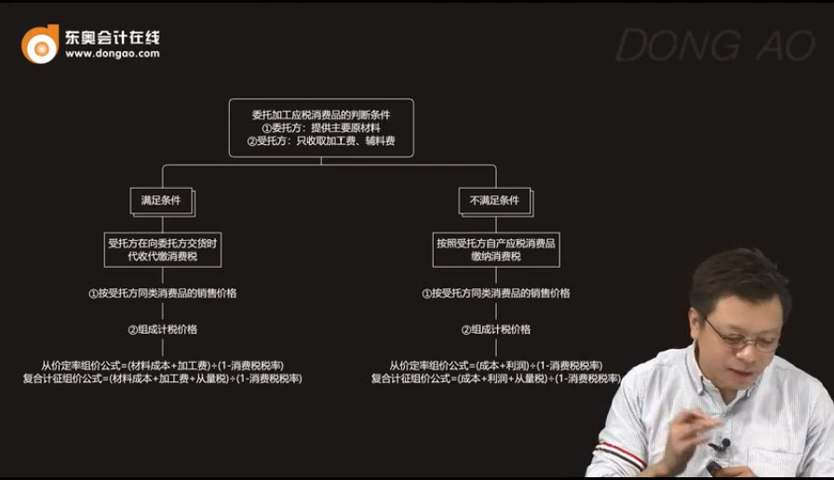 东奥会计在线
www.dongao.com
DONG AO
委托加工应税消费品的判断条件
①委托方：提供主要原材料
②受托方：只收取加工费、辅料费
满足条件
不满足条件
受托方在向委托方交货时
代收代缴消费税
按照受托方自产应税消费品
缴纳消费税
①按受托方同类消费品的销售价格
①按受托方同类消费品的销售价格
②组成计税价格
②组成计税价格
从价定率组价公式=(材料成本+加工费)÷(1-消费税税率)
复合计征组价公式=(材料成本+加工费+从量税)÷(1-消费税税率)
从价定率组价公式=(成本+利润)÷(1-消费税税率)
复合计征组价公式=(成本+利润+从量税)÷(1-消费税税率)